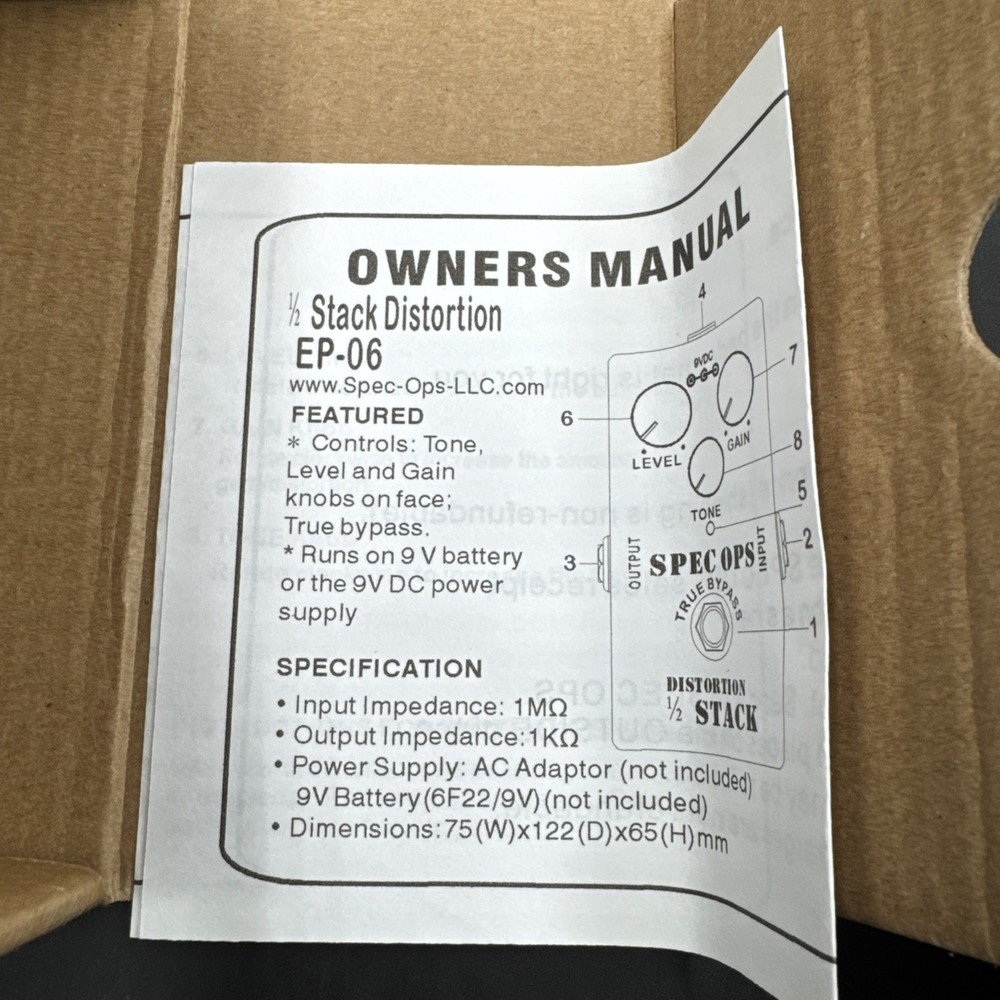 OWNERS MANUAL
½ Stack Distortion
EP-06
www.Spec-Ops-LLC.com
FEATURED
* Controls: Tone,
Level and Gain
knobs on face;
True bypass.
* Runs on 9 V battery
or the 9V DC power
supply
SPECIFICATION
• Input Impedance: 1MΩ
• Output Impedance:1KΩ
• Power Supply: AC Adaptor (not included)
9V Battery(6F22/9V)(not included)
• Dimensions:75(W)x122(D)x65(H)mm
4
9VDC
7
6
LEVEL
GAIN
8
TONE
5
3
OUTPUT
INPUT
2
SPEC OPS
TRUE BYPASS
1
DISTORTION
½ STACK